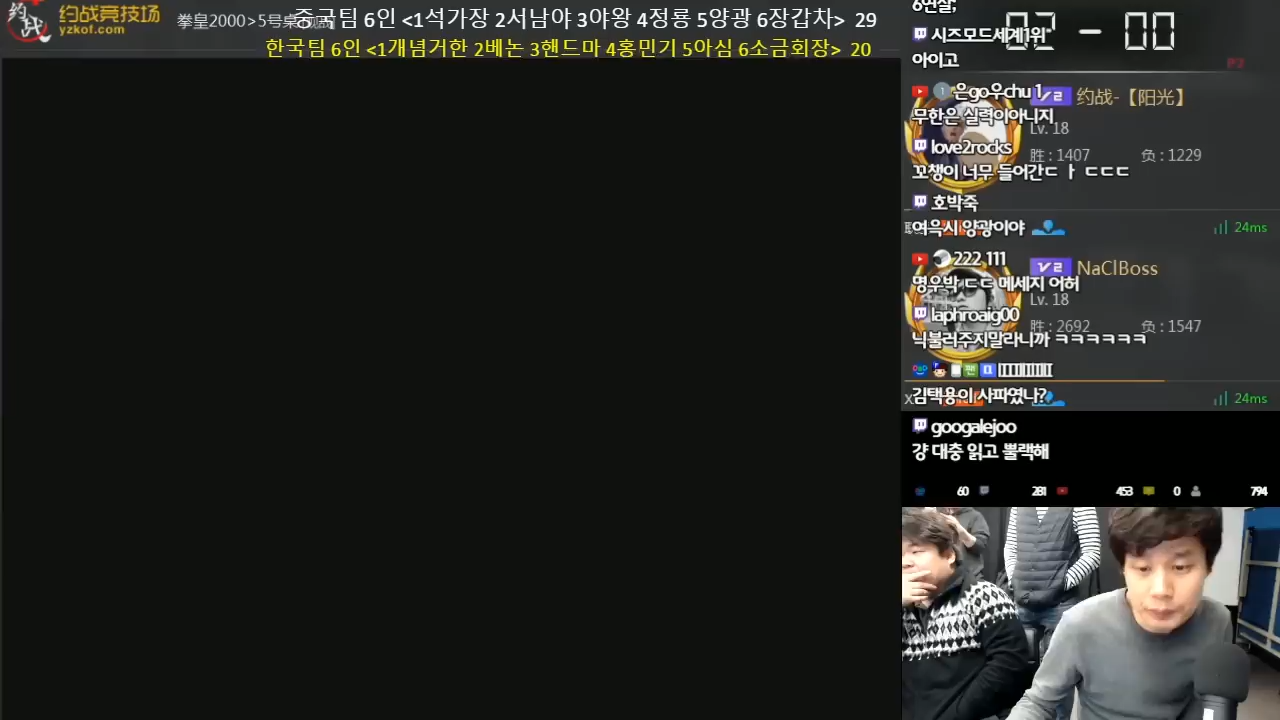 约战竞技场
yzkof.com
拳皇2000>5号桌
중국팀 6인 <1석가장 2서남야 3야왕 4정룡 5양광 6장갑차> 29
한국팀 6인 <1개념거한 2베논 3핸드마 4홍민기 5아심 6소금회장> 20
6연살;
시즈모드세계1위
02 - 00
아이고
P2
1 은go우chu 1
V2 约战-【阳光】
무한은 실력이아니지
Lv. 18
love2rocks
胜 : 1407 负 : 1229
꼬챙이 너무 들어간ㄷ ㅏ ㄷㄷㄷ
호박죽
여윽시 양광이야
24ms
222 111
V2 NaClBoss
명우박 ㄷㄷ 메세지 어허
Lv. 18
laphroaig00
胜 : 2692 负 : 1547
닉불러주지말라니까 ㅋㅋㅋㅋㅋㅋ
김택용이 사파였나?
24ms
googalejoo
걍 대충 읽고 뿔랙해
60 281 453 0 794